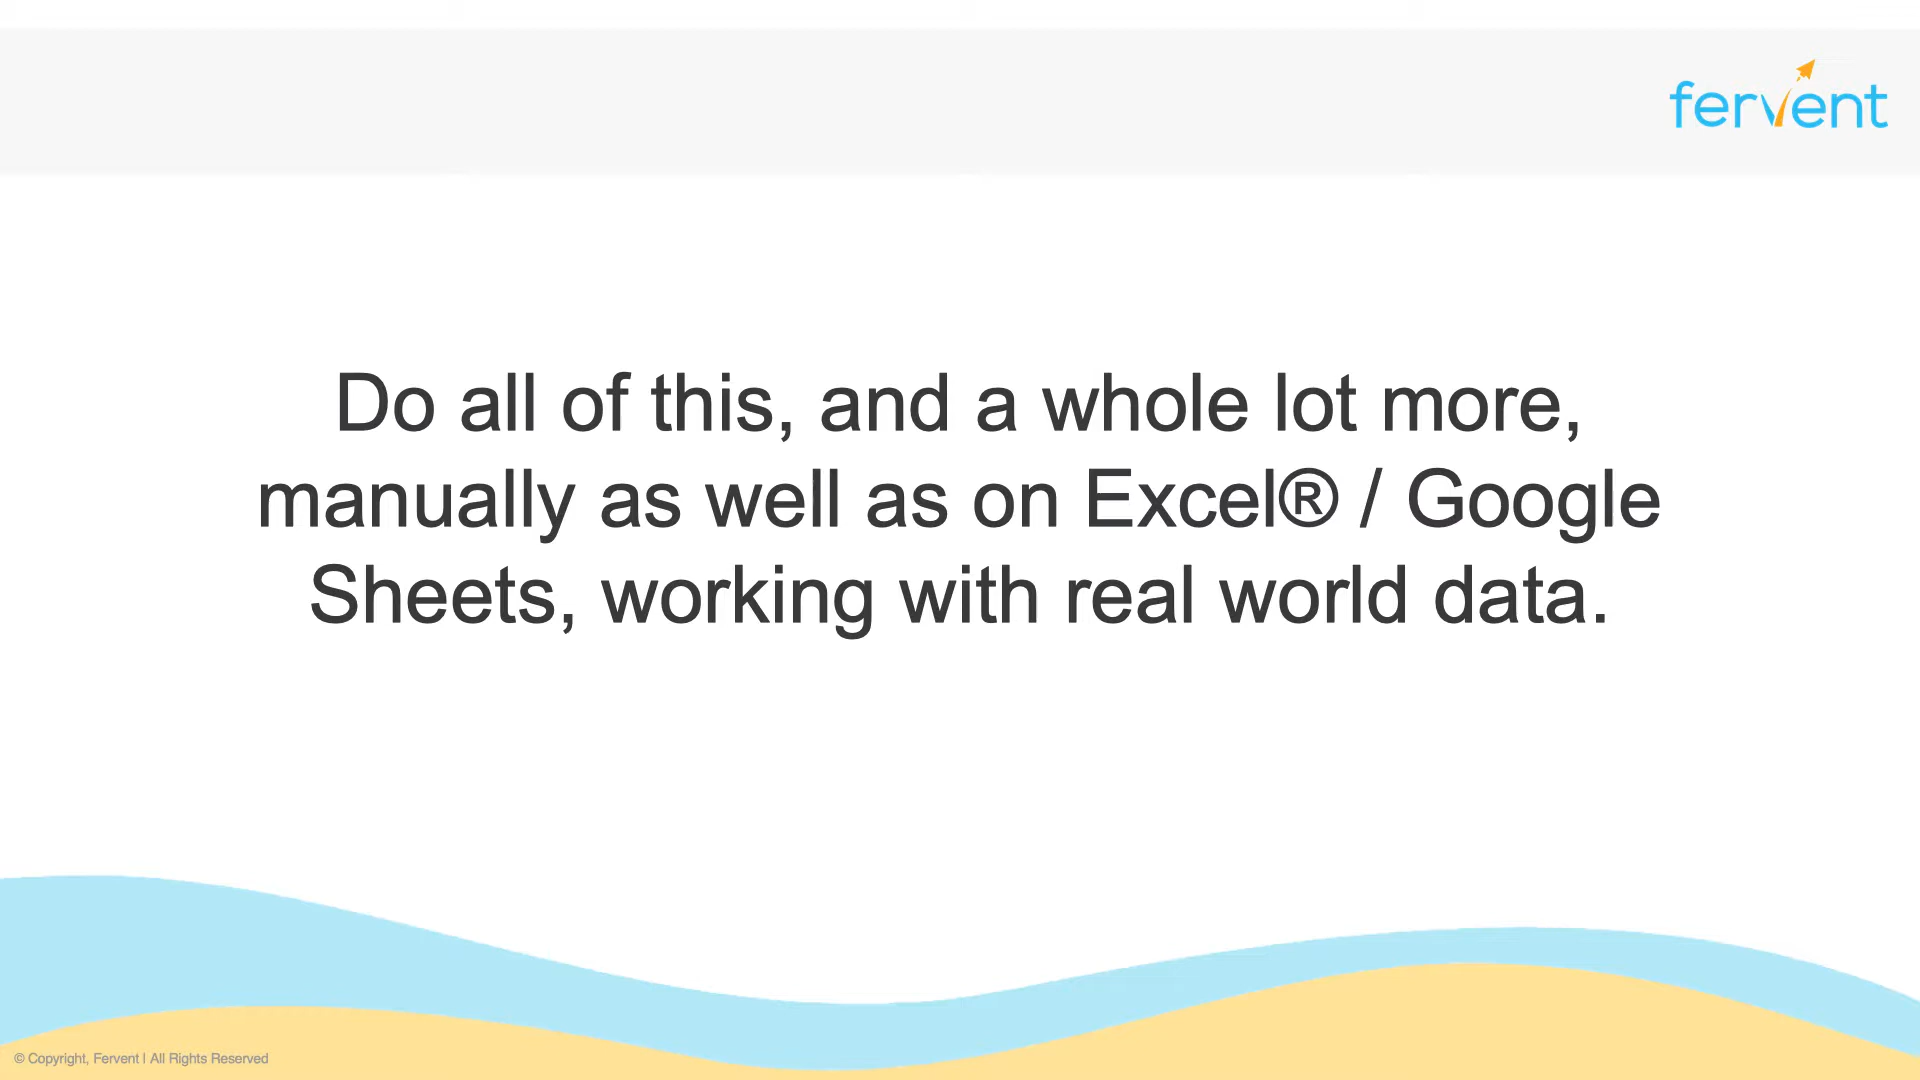 fervent
Do all of this, and a whole lot more,
manually as well as on Excel® / Google
Sheets, working with real world data.
© Copyright, Fervent | All Rights Reserved